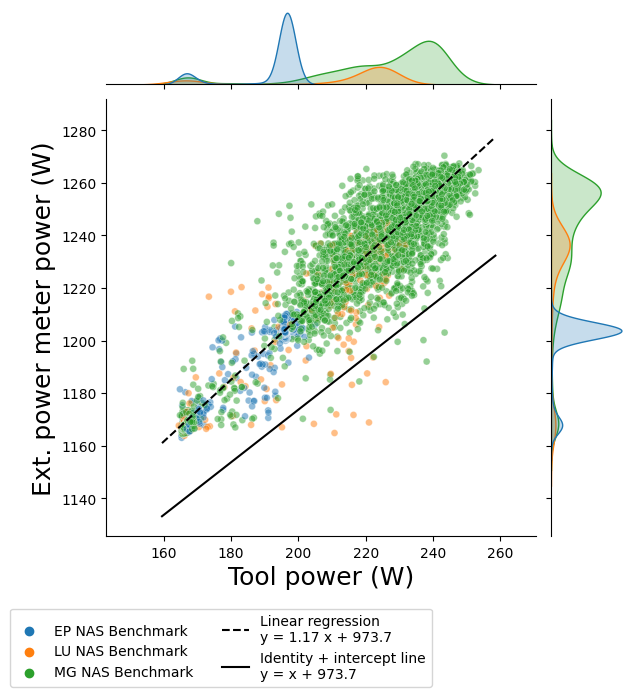 1280
1260
1240
1220
1200
1180
1160
1140
Ext. power meter power (W)
160 180 200 220 240 260
Tool power (W)
EP NAS Benchmark
LU NAS Benchmark
MG NAS Benchmark
Linear regression
y = 1.17 x + 973.7
Identity + intercept line
y = x + 973.7